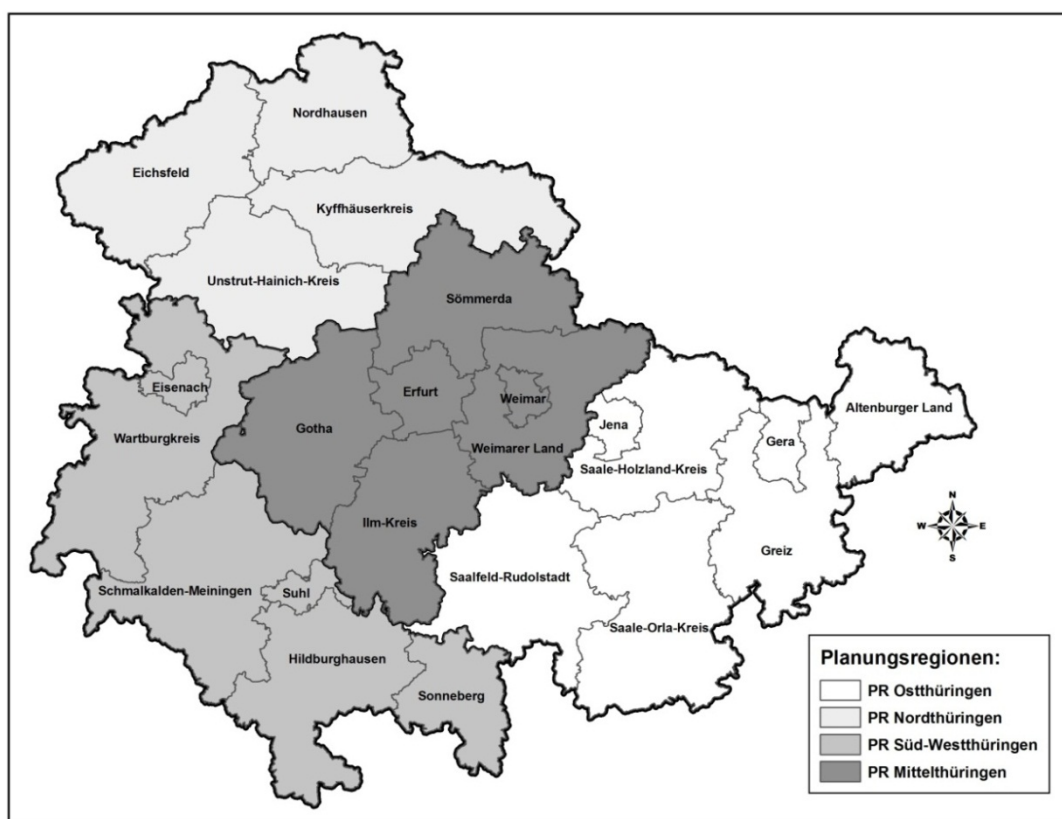 Nordhausen
Eichsfeld
Kyffhäuserkreis
Unstrut-Hainich-Kreis
Sömmerda
Eisenach
Erfurt
Weimar
Altenburger Land
Gotha
Jena
Wartburgkreis
Gera
Weimarer Land
Saale-Holzland-Kreis
N
W E
S
Ilm-Kreis
Greiz
Saalfeld-Rudolstadt
Schmalkalden-Meiningen
Suhl
Saale-Orla-Kreis
Hildburghausen
Sonneberg
Planungsregionen:
PR Ostthüringen
PR Nordthüringen
PR Süd-Westthüringen
PR Mittelthüringen